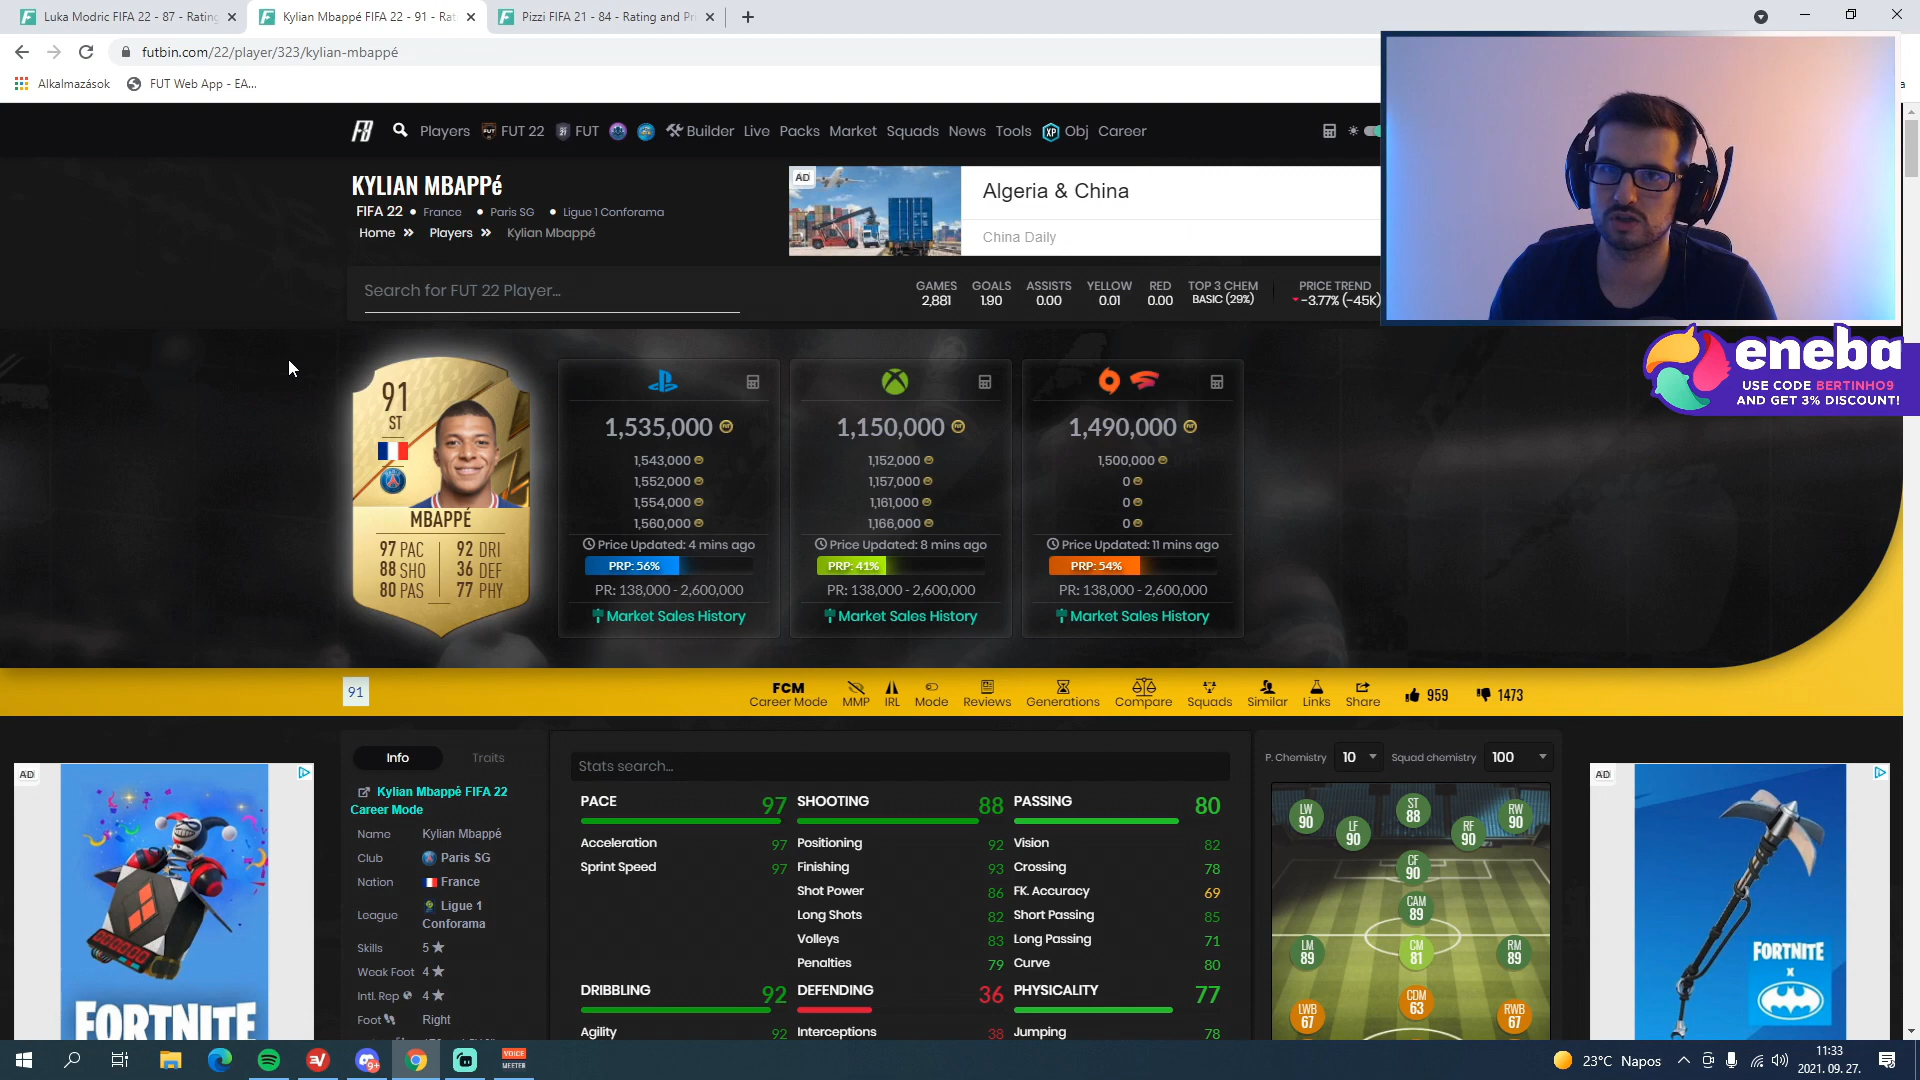 Luka Modric FIFA 22 - 87 - Rating
Kylian Mbappé FIFA 22 - 91 - Rat
Pizzi FIFA 21 - 84 - Rating and Pr
futbin.com/22/player/323/kylian-mbappé
Alkalmazások
FUT Web App - EA...
Players FUT 22 FUT Builder Live Packs Market Squads News Tools XP Obj Career
KYLIAN MBAPPé
FIFA 22 • France • Paris SG • Ligue 1 Conforama
Home » Players » Kylian Mbappé
AD
Algeria & China
China Daily
Search for FUT 22 Player...
GAMES GOALS ASSISTS YELLOW RED TOP 3 CHEM PRICE TREND
2,881 1.90 0.00 0.01 0.00 BASIC (29%) -3.77% (-45K)
eneba
USE CODE BERTINHO9
AND GET 3% DISCOUNT!
91
ST
MBAPPÉ
97 PAC 92 DRI
88 SHO 36 DEF
80 PAS 77 PHY
1,535,000
1,543,000
1,552,000
1,554,000
1,560,000
Price Updated: 4 mins ago
PRP: 56%
PR: 138,000 - 2,600,000
Market Sales History
1,150,000
1,152,000
1,157,000
1,161,000
1,166,000
Price Updated: 8 mins ago
PRP: 41%
PR: 138,000 - 2,600,000
Market Sales History
1,490,000
1,500,000
0
0
0
Price Updated: 11 mins ago
PRP: 54%
PR: 138,000 - 2,600,000
Market Sales History
91
FCM
Career Mode MMP IRL Mode Reviews Generations Compare Squads Similar Links Share 959 1473
AD
FORTNITE
Info Traits
Kylian Mbappé FIFA 22
Career Mode
Name Kylian Mbappé
Club Paris SG
Nation France
League Ligue 1
Conforama
Skills 5★
Weak Foot 4★
Intl. Rep 4★
Foot Right
Stats search...
PACE 97 SHOOTING 88 PASSING 80
Acceleration 97 Positioning 92 Vision 82
Sprint Speed 97 Finishing 93 Crossing 78
Shot Power 86 FK. Accuracy 69
Long Shots 82 Short Passing 85
Volleys 83 Long Passing 71
Penalties 79 Curve 80
DRIBBLING 92 DEFENDING 36 PHYSICALITY 77
Agility 92 Interceptions 38 Jumping 78
P. Chemistry 10 Squad chemistry 100
LW 90
ST 88
RW 90
LF 90
RF 90
CF 90
CAM 89
LM 89
CM 81
RM 89
LWB 67
CDM 63
RWB 67
AD
FORTNITE
X
9+
VOICE
MEETER
23°C Napos
11:33
2021. 09. 27.